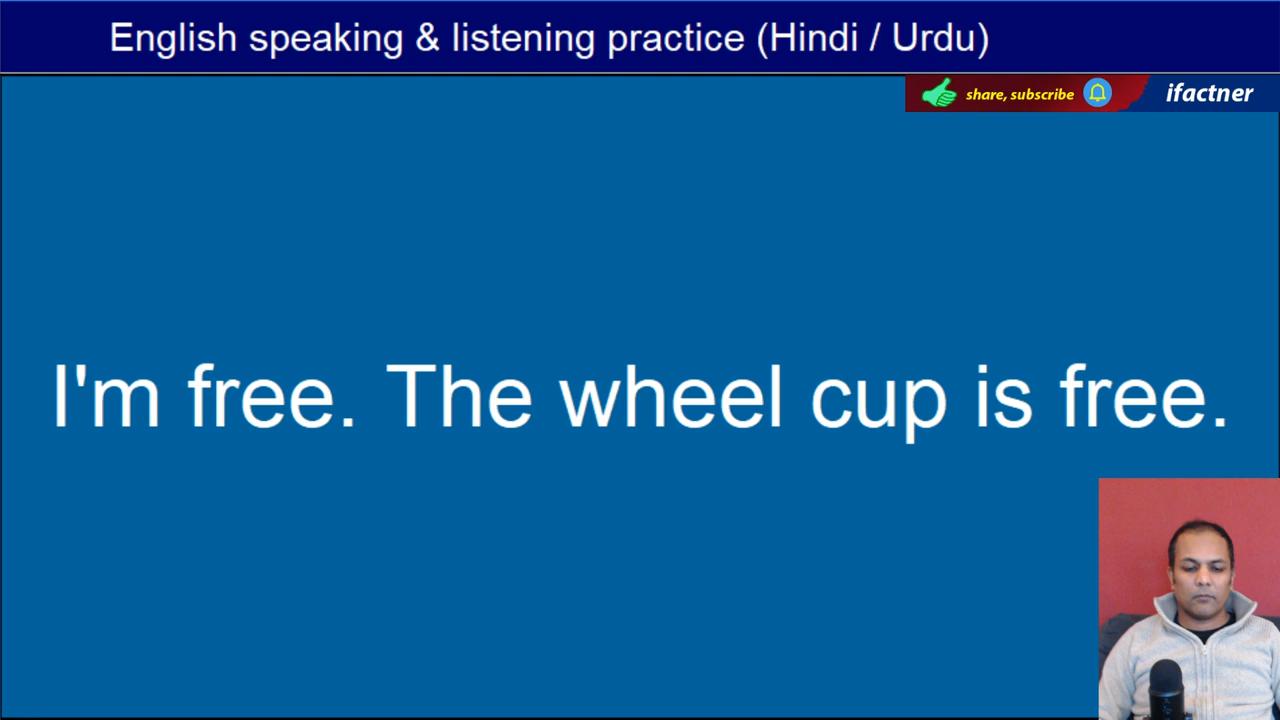 English speaking & listening practice (Hindi / Urdu)
share, subscribe
ifactner
I'm free. The wheel cup is free.